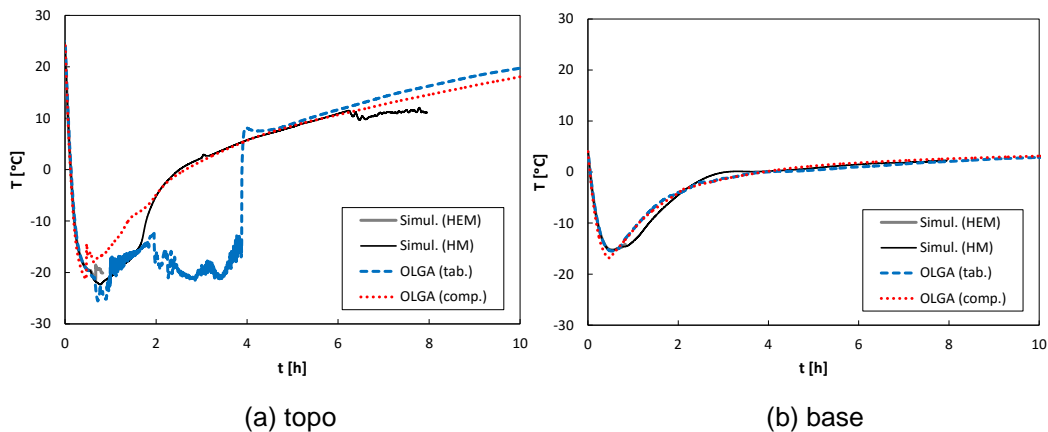 30
20
10
0
-10
-20
-30
T [°C]
0 2 4 6 8 10
t [h]
Simul. (HEM)
Simul. (HM)
OLGA (tab.)
OLGA (comp.)
(a) topo
30
20
10
0
-10
-20
-30
T [°C]
0 2 4 6 8 10
t [h]
Simul. (HEM)
Simul. (HM)
OLGA (tab.)
OLGA (comp.)
(b) base